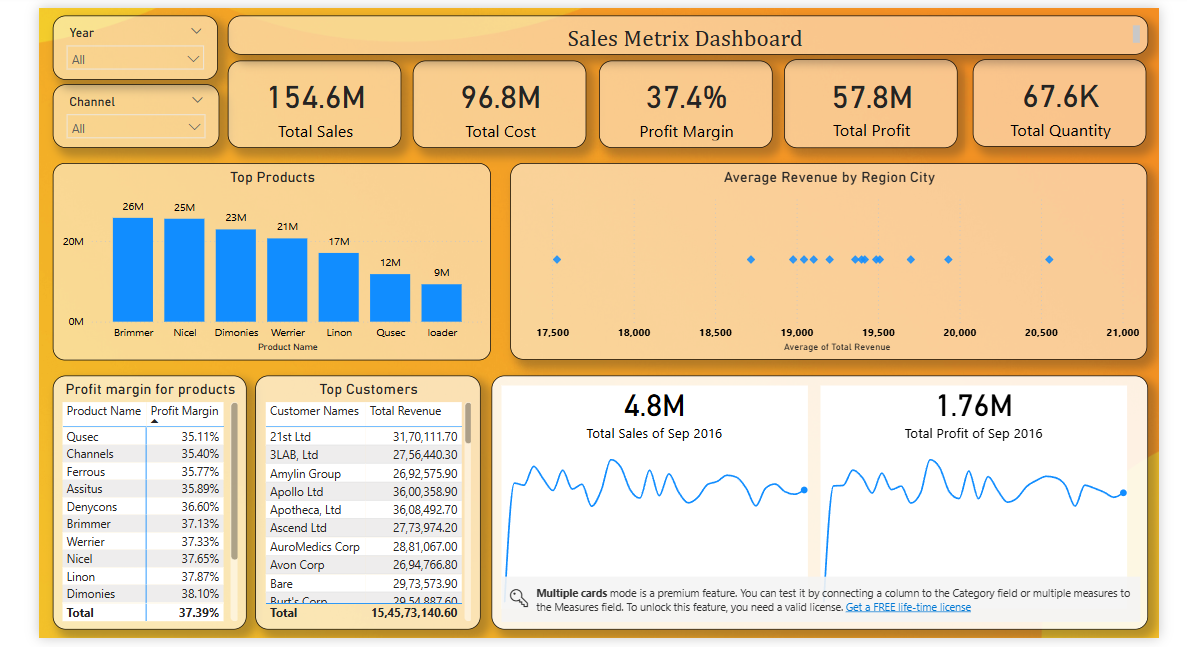 Year
All
Channel
All
Sales Metrix Dashboard
154.6M
Total Sales
96.8M
Total Cost
37.4%
Profit Margin
57.8M
Total Profit
67.6K
Total Quantity
Top Products
26M
25M
23M
21M
17M
12M
9M
20M
0M
Brimmer Nicel Dimonies Werrier Linon Qusec loader
Product Name
Average Revenue by Region City
17,500 18,000 18,500 19,000 19,500 20,000 20,500 21,000
Average of Total Revenue
Profit margin for products
Product Name Profit Margin
Qusec 35.11%
Channels 35.40%
Ferrous 35.77%
Assitus 35.89%
Denycons 36.60%
Brimmer 37.13%
Werrier 37.33%
Nicel 37.65%
Linon 37.87%
Dimonies 38.10%
Total 37.39%
Top Customers
Customer Names Total Revenue
21st Ltd 31,70,111.70
3LAB, Ltd 27,56,440.30
Amylin Group 26,92,575.90
Apollo Ltd 36,00,358.90
Apotheca, Ltd 36,08,492.70
Ascend Ltd 27,73,974.20
AuroMedics Corp 28,81,067.00
Avon Corp 26,94,766.80
Bare 29,73,573.90
Burt's Corp 29,54,887.60
Total 15,45,73,140.60
4.8M
Total Sales of Sep 2016
1.76M
Total Profit of Sep 2016
Multiple cards mode is a premium feature. You can test it by connecting a column to the Category field or multiple measures to
the Measures field. To unlock this feature, you need a valid license. Get a FREE life-time license